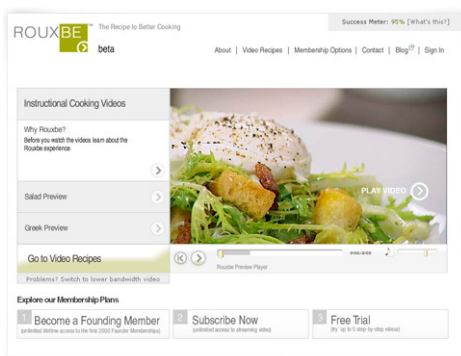 ROUXBE™ The Recipe to Better Cooking
beta
Success Meter: 95% [What's this?]
About | Video Recipes | Membership Options | Contact | Blog | Sign In
Instructional Cooking Videos
Why Rouxbe?
Before you watch the videos learn about the
Rouxbe experience.
Salad Preview
Greek Preview
Go to Video Recipes
Problems? Switch to lower bandwidth video
PLAY VIDEO
Rouxbe Preview Player
Explore our Membership Plans
1 Become a Founding Member
(unlimited lifetime access to the first 2000 Founder Memberships)
2 Subscribe Now
(unlimited access to streaming video)
3 Free Trial
(try up to 5 step-by-step videos)